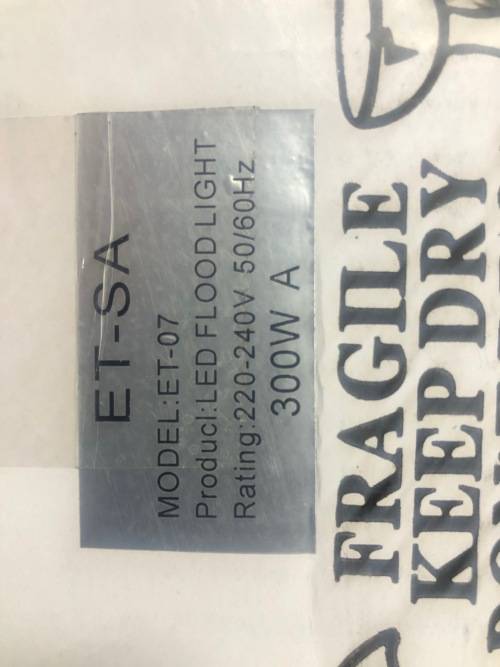 ET-SA
MODEL:ET-07
Producl:LED FLOOD LIGHT
Rating:220-240V 50/60Hz
300W A
FRAGILE
KEEP DRY